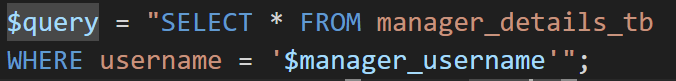 $query = "SELECT * FROM manager_details_tb
WHERE username = '$manager_username'";